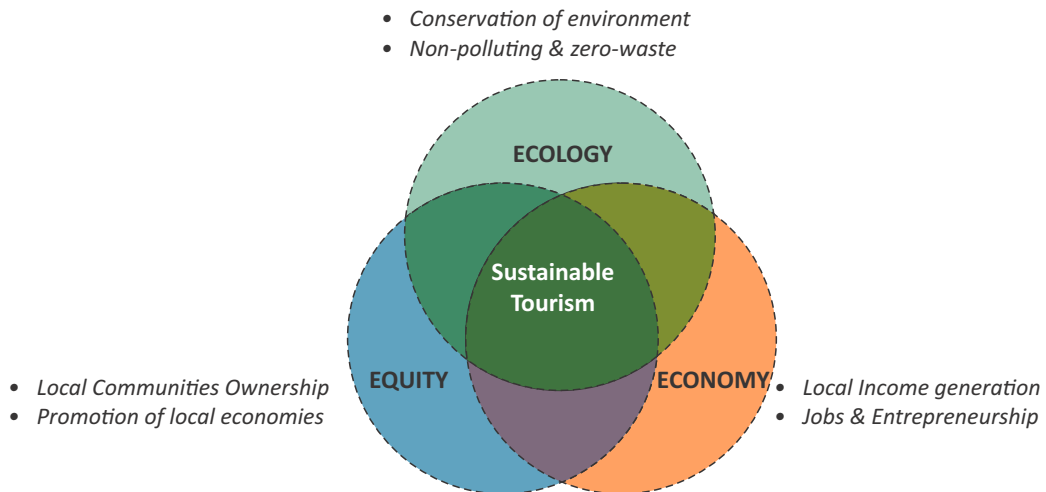 • Conservation of environment
• Non-polluting & zero-waste
ECOLOGY
Sustainable
Tourism
EQUITY
ECONOMY
• Local Communities Ownership
• Promotion of local economies
• Local Income generation
• Jobs & Entrepreneurship